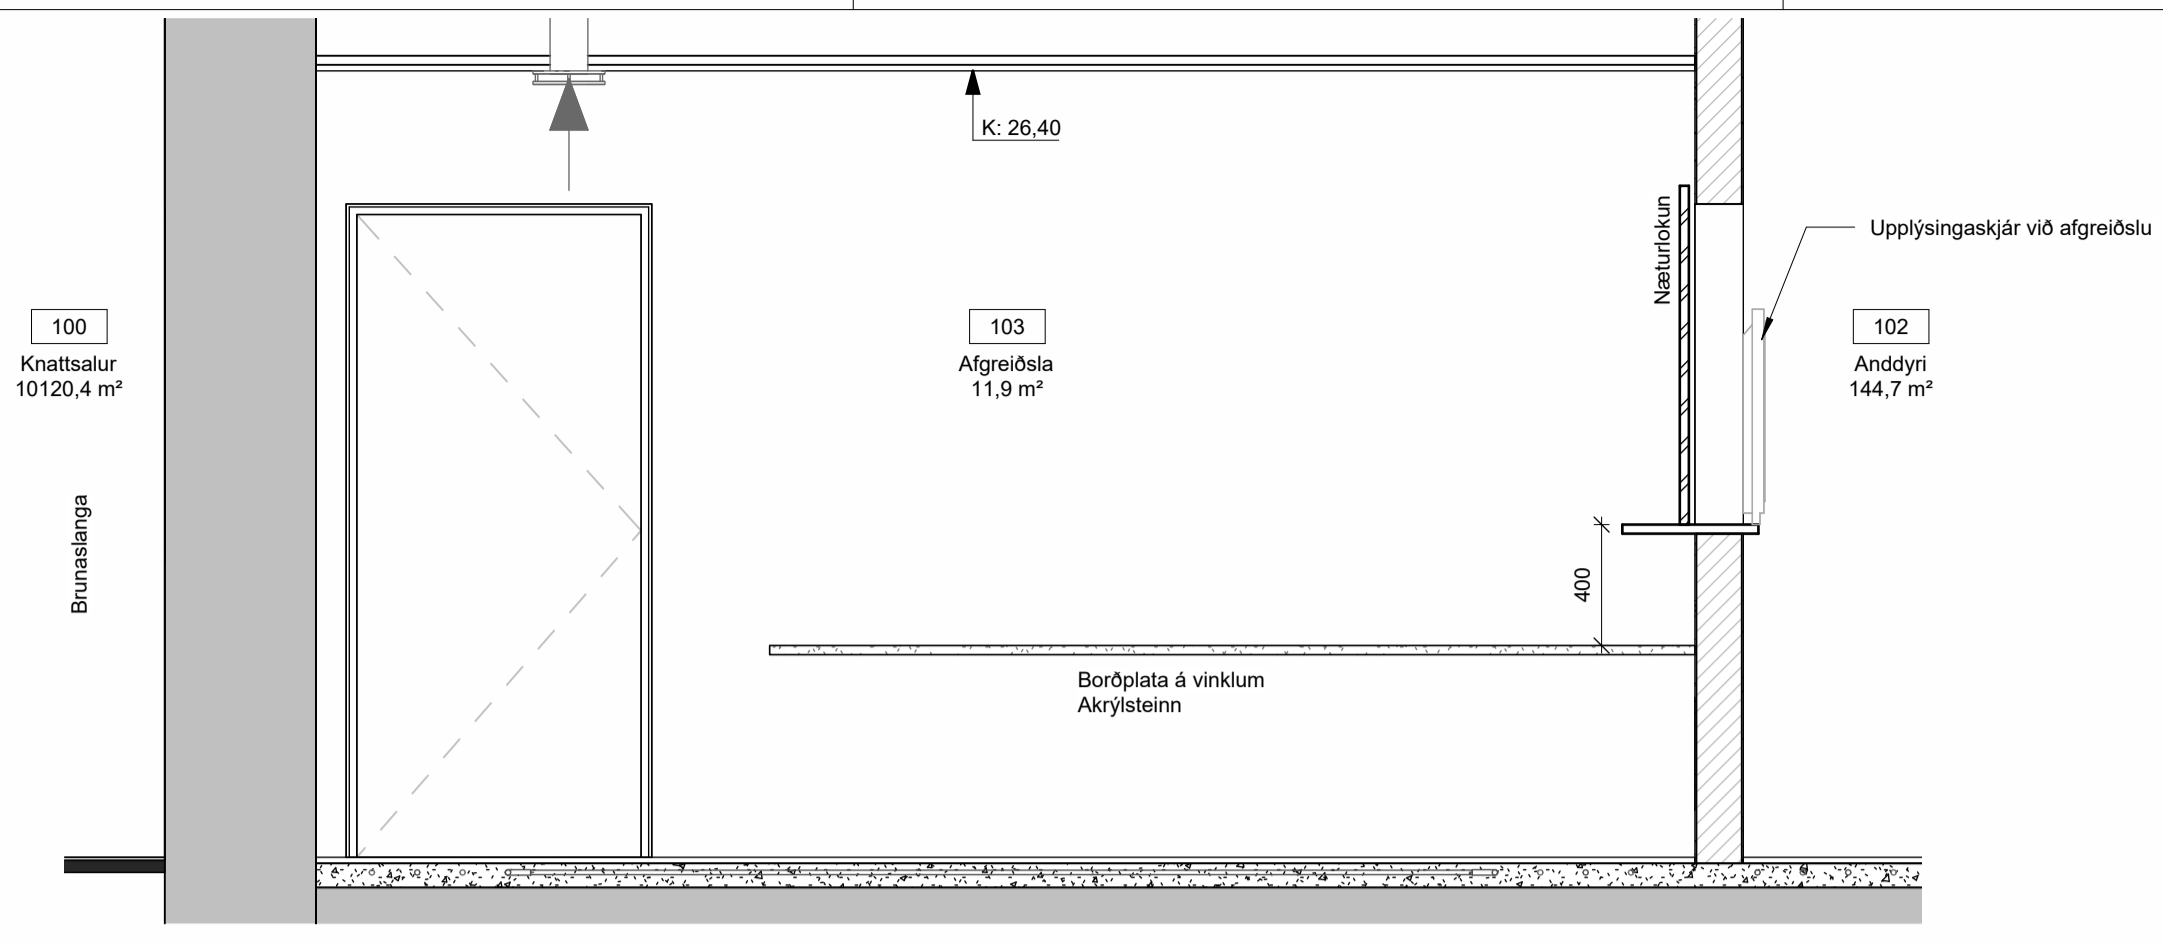 K: 26,40
Næturlokun
Upplýsingaskjár við afgreiðslu
100
Knattsalur
10120,4 m²
103
Afgreiðsla
11,9 m²
102
Anddyri
144,7 m²
Brunaslanga
400
Borðplata á vinklum
Akrýlsteinn